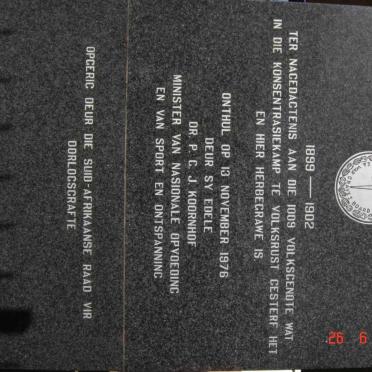 1899 — 1902
TER NAGEDAGTENIS AAN DIE 1009 VOLKSGENOTE WAT
IN DIE KONSENTRASIEKAMP TE VOLKSRUST GESTERF HET
EN HIER HERBEGRAWE IS
ONTHUL OP 13 NOVEMBER 1976
DEUR SY EDELE
DR. P. G. J. KOORNHOF
MINISTER VAN NASIONALE OPVOEDING
EN VAN SPORT EN ONTSPANNING
OPGERIG DEUR DIE SUID-AFRIKAANSE RAAD VIR
OORLOGSGRAFTE
26 6